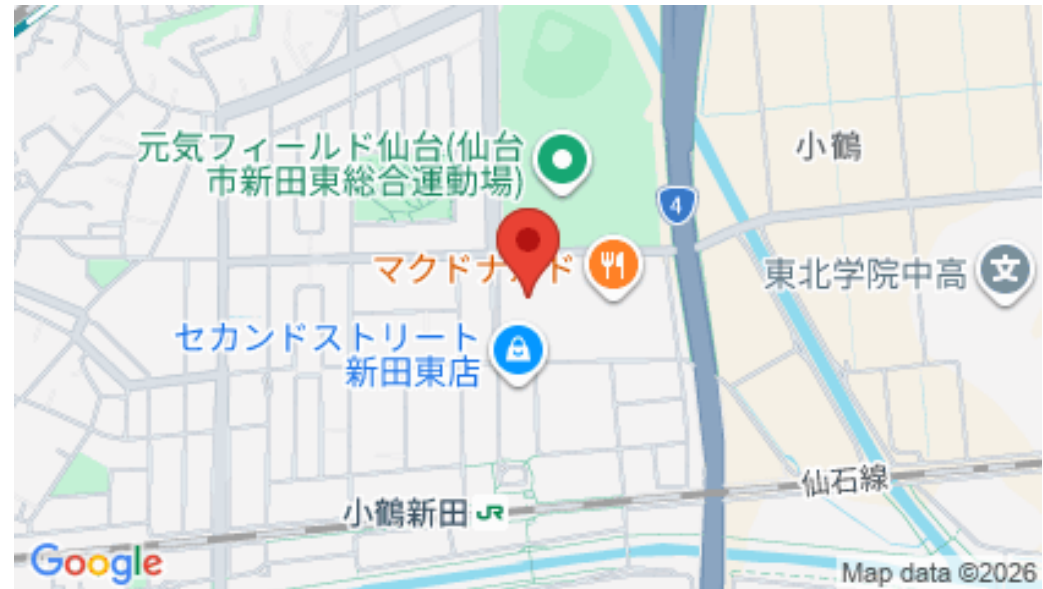 元気フィールド仙台(仙台
市新田東総合運動場)
小鶴
4
マクドナルド
東北学院中高
文
セカンドストリート
新田東店
仙石線
小鶴新田 JR
Google
Map data ©2026